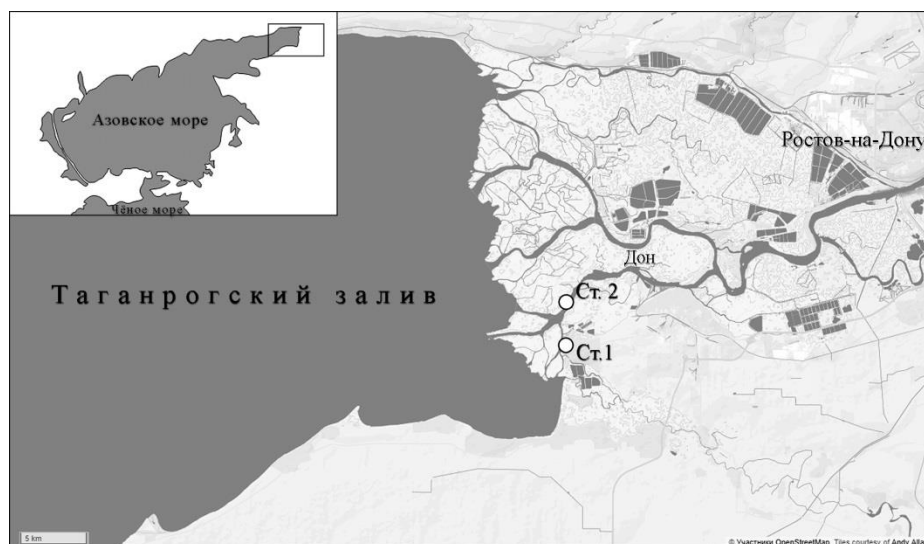 Азовское море
Чёное море
Ростов-на-Дону
Дон
Таганрогский залив
Ст. 2
Ст.1
5 km
© Участники OpenStreetMap, Tiles courtesy of Andy Alla